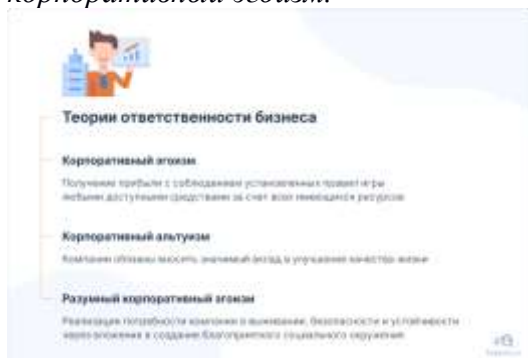 корпоративный эгоизм.
Теории ответственности бизнеса
Корпоративный эгоизм
Получение прибыли с соблюдением установленных правил игры
любыми доступными средствами за счет всех имеющихся ресурсов
Корпоративный альтуизм
Компании обязаны вносить значимый вклад в улучшение качества жизни
Разумный корпоративный эгоизм
Реализация потребности компании в выживании, безопасности и устойчивости
через вложения в создание благоприятного социального окружения